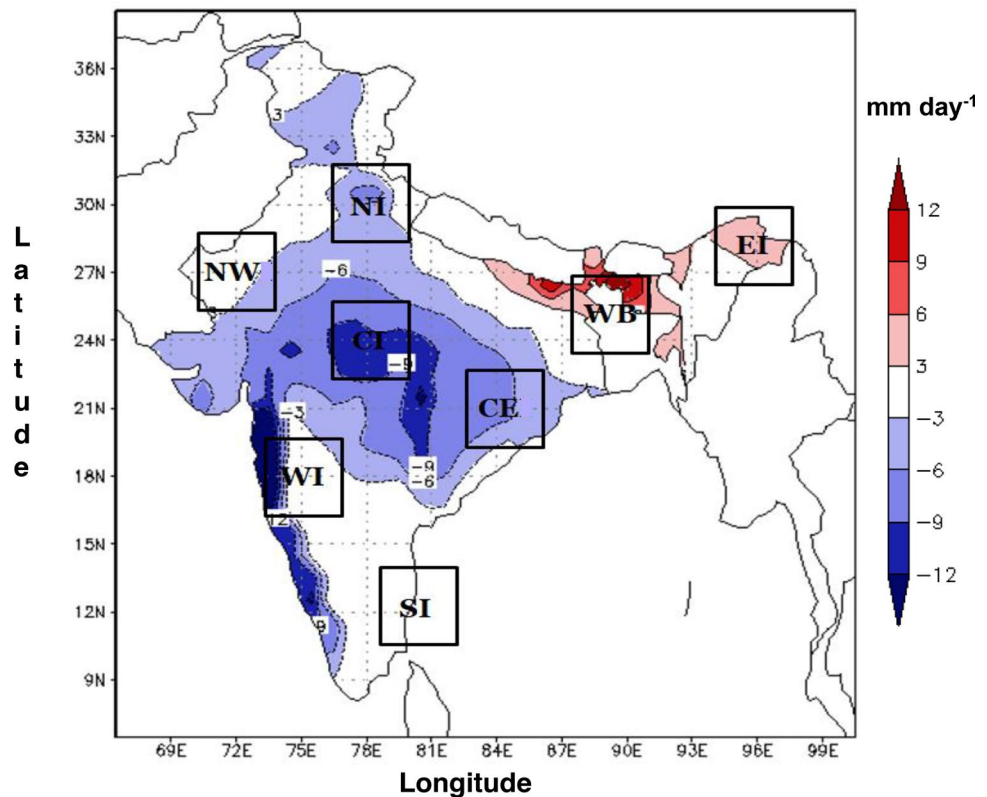 mm day-1
Latitude
36N
33N
30N
27N
24N
21N
18N
15N
12N
9N
3
NI
NW
EI
-6
WB
CI
-9
-3
CE
WI
-9
-6
12
SI
9
12
9
6
3
-3
-6
-9
-12
69E 72E 75E 78E 81E 84E 87E 90E 93E 96E 99E
Longitude